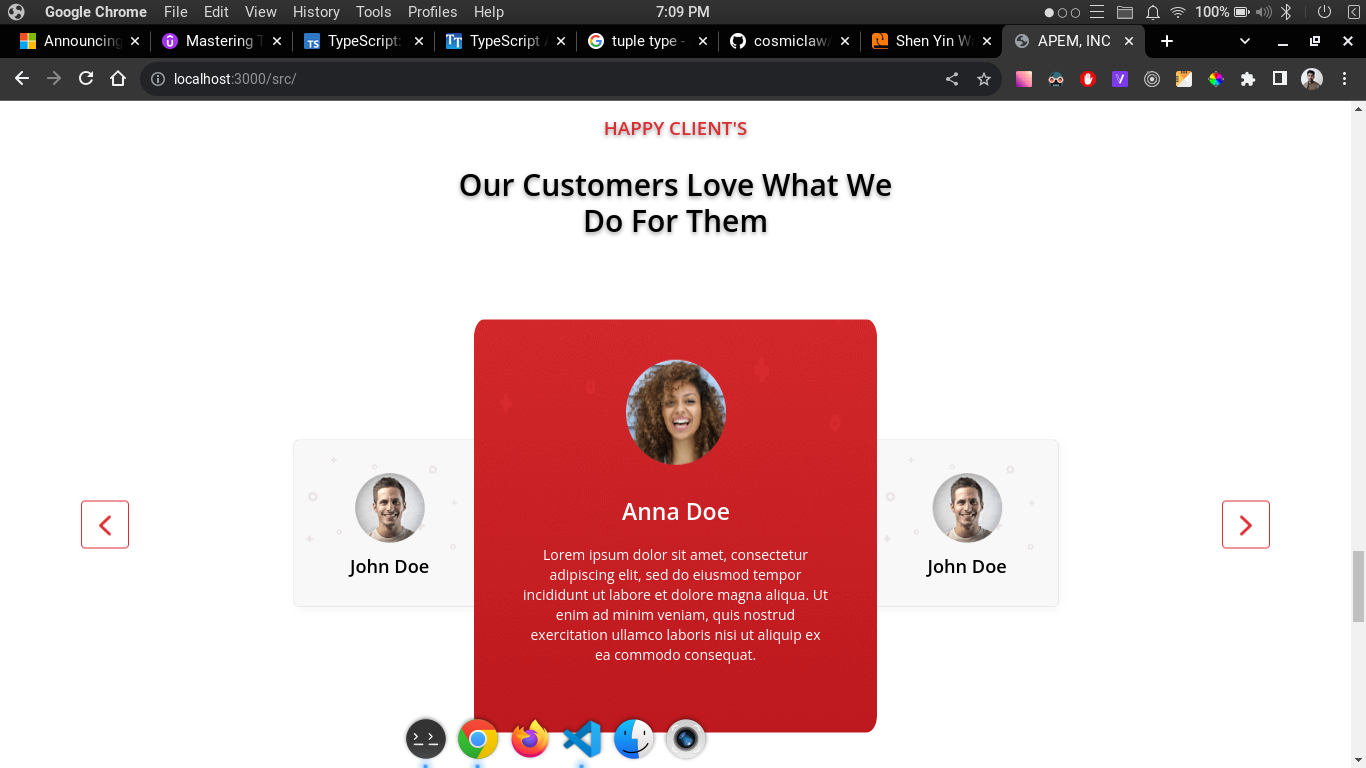 Google Chrome File Edit View History Tools Profiles Help 7:09 PM 100%
Announcing Mastering T TypeScript: TypeScript tuple type - cosmiclaw/ Shen Yin W APEM, INC
localhost:3000/src/
HAPPY CLIENT'S
Our Customers Love What We
Do For Them
Anna Doe
John Doe
John Doe
Lorem ipsum dolor sit amet, consectetur
adipiscing elit, sed do eiusmod tempor
incididunt ut labore et dolore magna aliqua. Ut
enim ad minim veniam, quis nostrud
exercitation ullamco laboris nisi ut aliquip ex
ea commodo consequat.